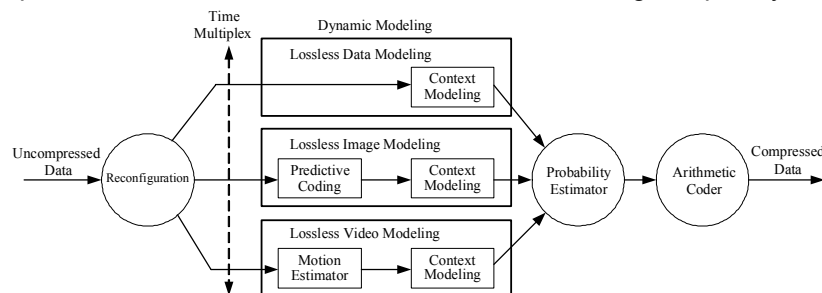 Time
Multiplex
Dynamic Modeling
Lossless Data Modeling
Context
Modeling
Uncompressed
Data
Reconfiguration
Lossless Image Modeling
Predictive
Coding
Context
Modeling
Probability
Estimator
Arithmetic
Coder
Compressed
Data
Lossless Video Modeling
Motion
Estimator
Context
Modeling